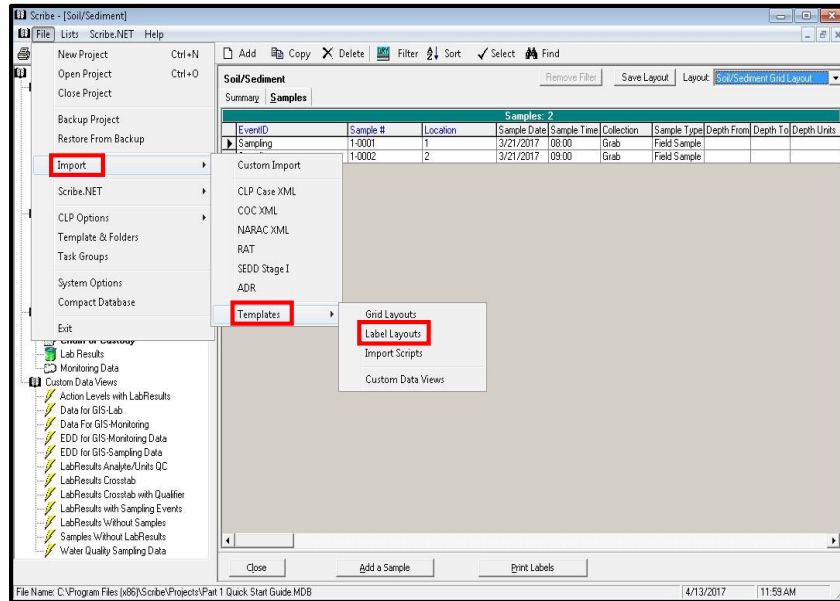 Scribe - [Soil/Sediment]
File Lists Scribe.NET Help
New Project Ctrl+N
Open Project Ctrl+O
Close Project
Backup Project
Restore From Backup
Import
Scribe.NET
CLP Options
Template & Folders
Task Groups
System Options
Compact Database
Exit
Add Copy Delete Filter Sort Select Find
Soil/Sediment Remove Filter Save Layout Layout: Soil/Sediment Grid Layout
Summary Samples
Samples: 2
EventID Sample # Location Sample Date Sample Time Collection Sample Type Depth From Depth To Depth Units
Sampling 1-0001 1 3/21/2017 08:00 Grab Field Sample
1-0002 2 3/21/2017 09:00 Grab Field Sample
Custom Import
CLP Case XML
COC XML
NARAC XML
RAT
SEDD Stage I
ADR
Templates
Grid Layouts
Label Layouts
Import Scripts
Custom Data Views
Chain of Custody
Lab Results
Monitoring Data
Custom Data Views
Action Levels with LabResults
Data for GIS-Lab
Data For GIS-Monitoring
EDD for GIS-Monitoring Data
EDD for GIS-Sampling Data
LabResults Analyte/Units QC
LabResults Crosstab
LabResults Crosstab with Qualifier
LabResults with Sampling Events
LabResults Without Samples
Samples Without LabResults
Water Quality Sampling Data
Close Add a Sample Print Labels
File Name: C:\Program Files (x86)\Scribe\Projects\Part 1 Quick Start Guide.MDB 4/13/2017 11:59 AM